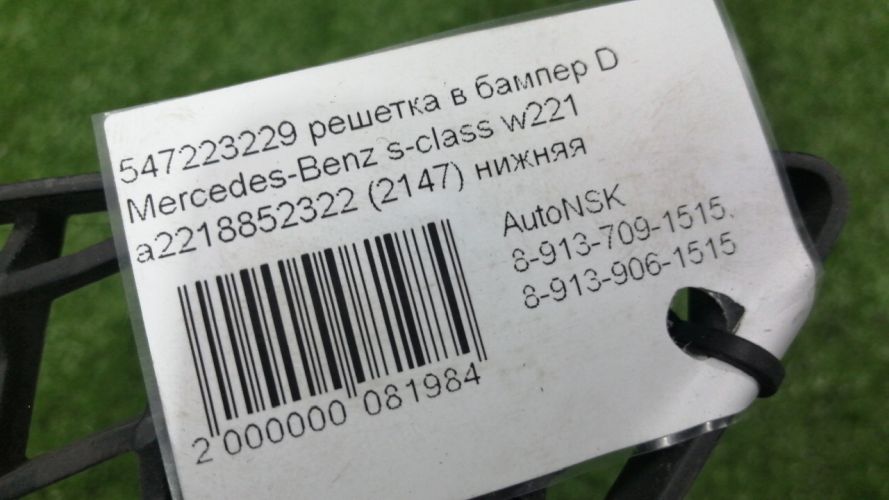 547223229 решетка в бампер D
Mercedes-Benz s-class w221
a2218852322 (2147) нижняя
AutoNSK
8-913-709-1515,
8-913-906-1515
2 000000 081984